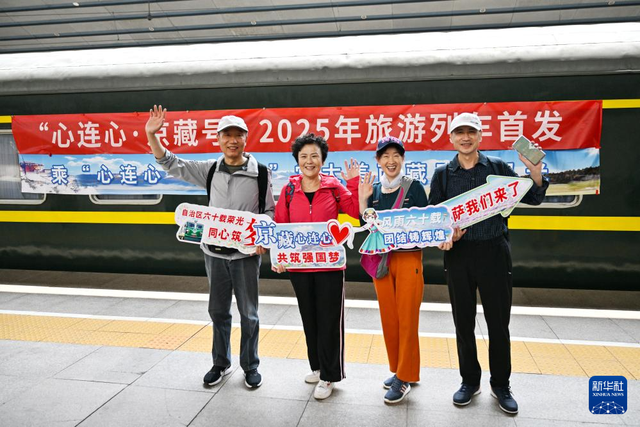 “心连心·京藏号”2025年旅游列车首发
乘“心连心
自治区六十载荣光
同心筑
京藏心连心
共筑强国梦
风雨六十载
团结铸辉煌
萨我们来了
新华社
XINHUA NEWS